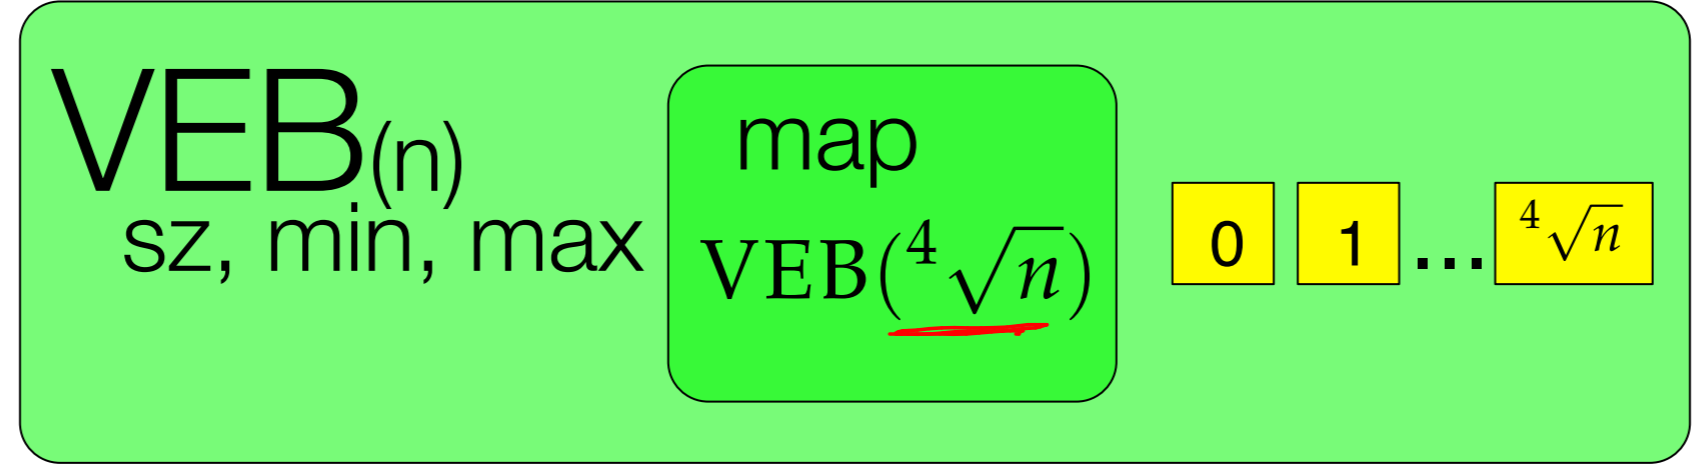 VEB(n)
sz, min, max
map
VEB(⁴√n)
0 1 ... ⁴√n